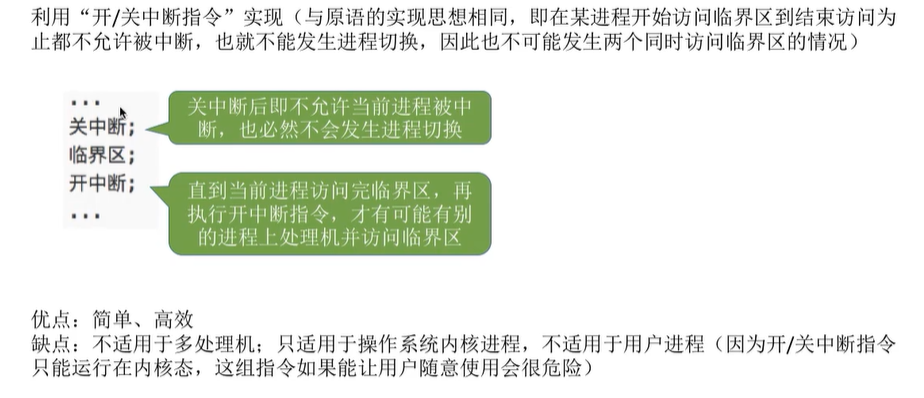 利用“开/关中断指令”实现（与原语的实现思想相同，即在某进程开始访问临界区到结束访问为
止都不允许被中断，也就不能发生进程切换，因此也不可能发生两个同时访问临界区的情况）
...
关中断；
临界区；
开中断；
...
关中断后即不允许当前进程被中
断，也必然不会发生进程切换
直到当前进程访问完临界区，再
执行开中断指令，才有可能有别
的进程上处理机并访问临界区
优点：简单、高效
缺点：不适用于多处理机；只适用于操作系统内核进程，不适用于用户进程（因为开/关中断指令
只能运行在内核态，这组指令如果能让用户随意使用会很危险）